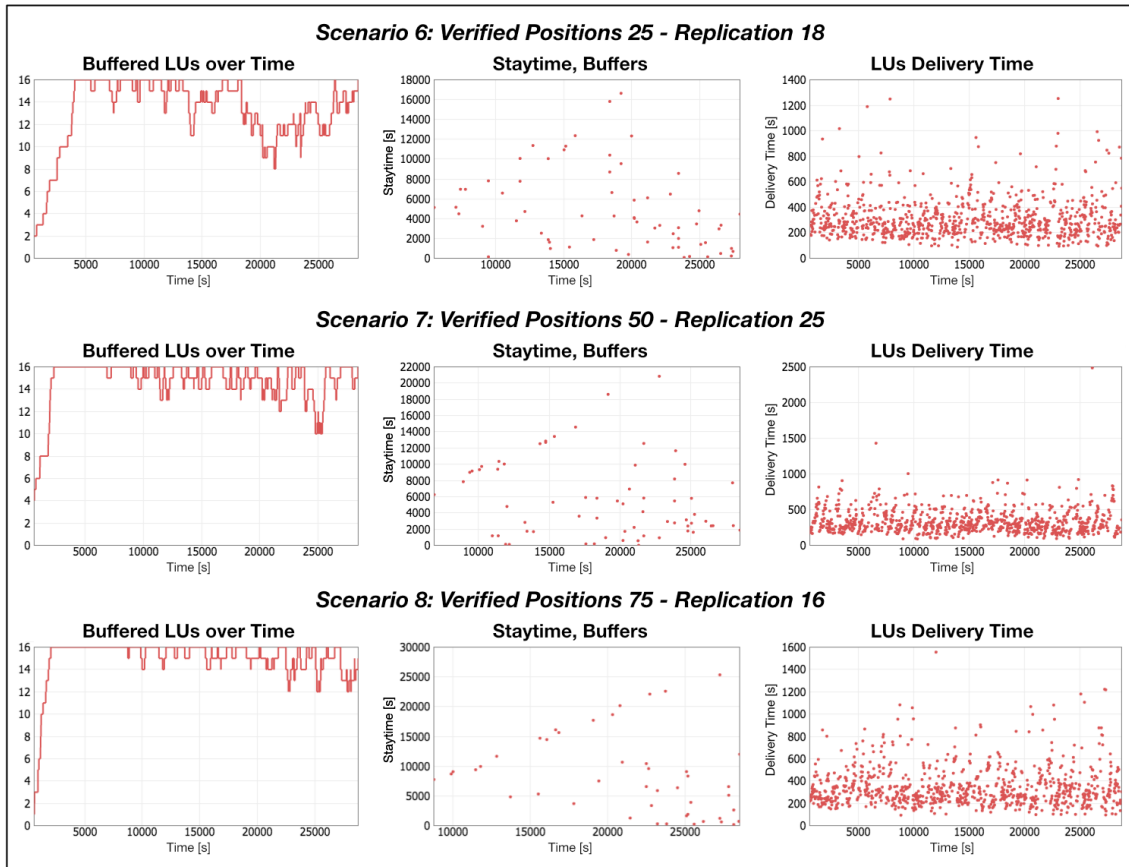 Scenario 6: Verified Positions 25 - Replication 18
Buffered LUs over Time
16
14
12
10
8
6
4
2
0
5000 10000 15000 20000 25000
Time [s]
Staytime, Buffers
Staytime [s]
18000
16000
14000
12000
10000
8000
6000
4000
2000
0
10000 15000 20000 25000
Time [s]
LUs Delivery Time
Delivery Time [s]
1400
1200
1000
800
600
400
200
0
5000 10000 15000 20000 25000
Time [s]
Scenario 7: Verified Positions 50 - Replication 25
Buffered LUs over Time
16
14
12
10
8
6
4
2
0
5000 10000 15000 20000 25000
Time [s]
Staytime, Buffers
Staytime [s]
22000
20000
18000
16000
14000
12000
10000
8000
6000
4000
2000
0
10000 15000 20000 25000
Time [s]
LUs Delivery Time
Delivery Time [s]
2500
2000
1500
1000
500
0
5000 10000 15000 20000 25000
Time [s]
Scenario 8: Verified Positions 75 - Replication 16
Buffered LUs over Time
16
14
12
10
8
6
4
2
0
5000 10000 15000 20000 25000
Time [s]
Staytime, Buffers
Staytime [s]
30000
25000
20000
15000
10000
5000
0
10000 15000 20000 25000
Time [s]
LUs Delivery Time
Delivery Time [s]
1600
1400
1200
1000
800
600
400
200
0
5000 10000 15000 20000 25000
Time [s]